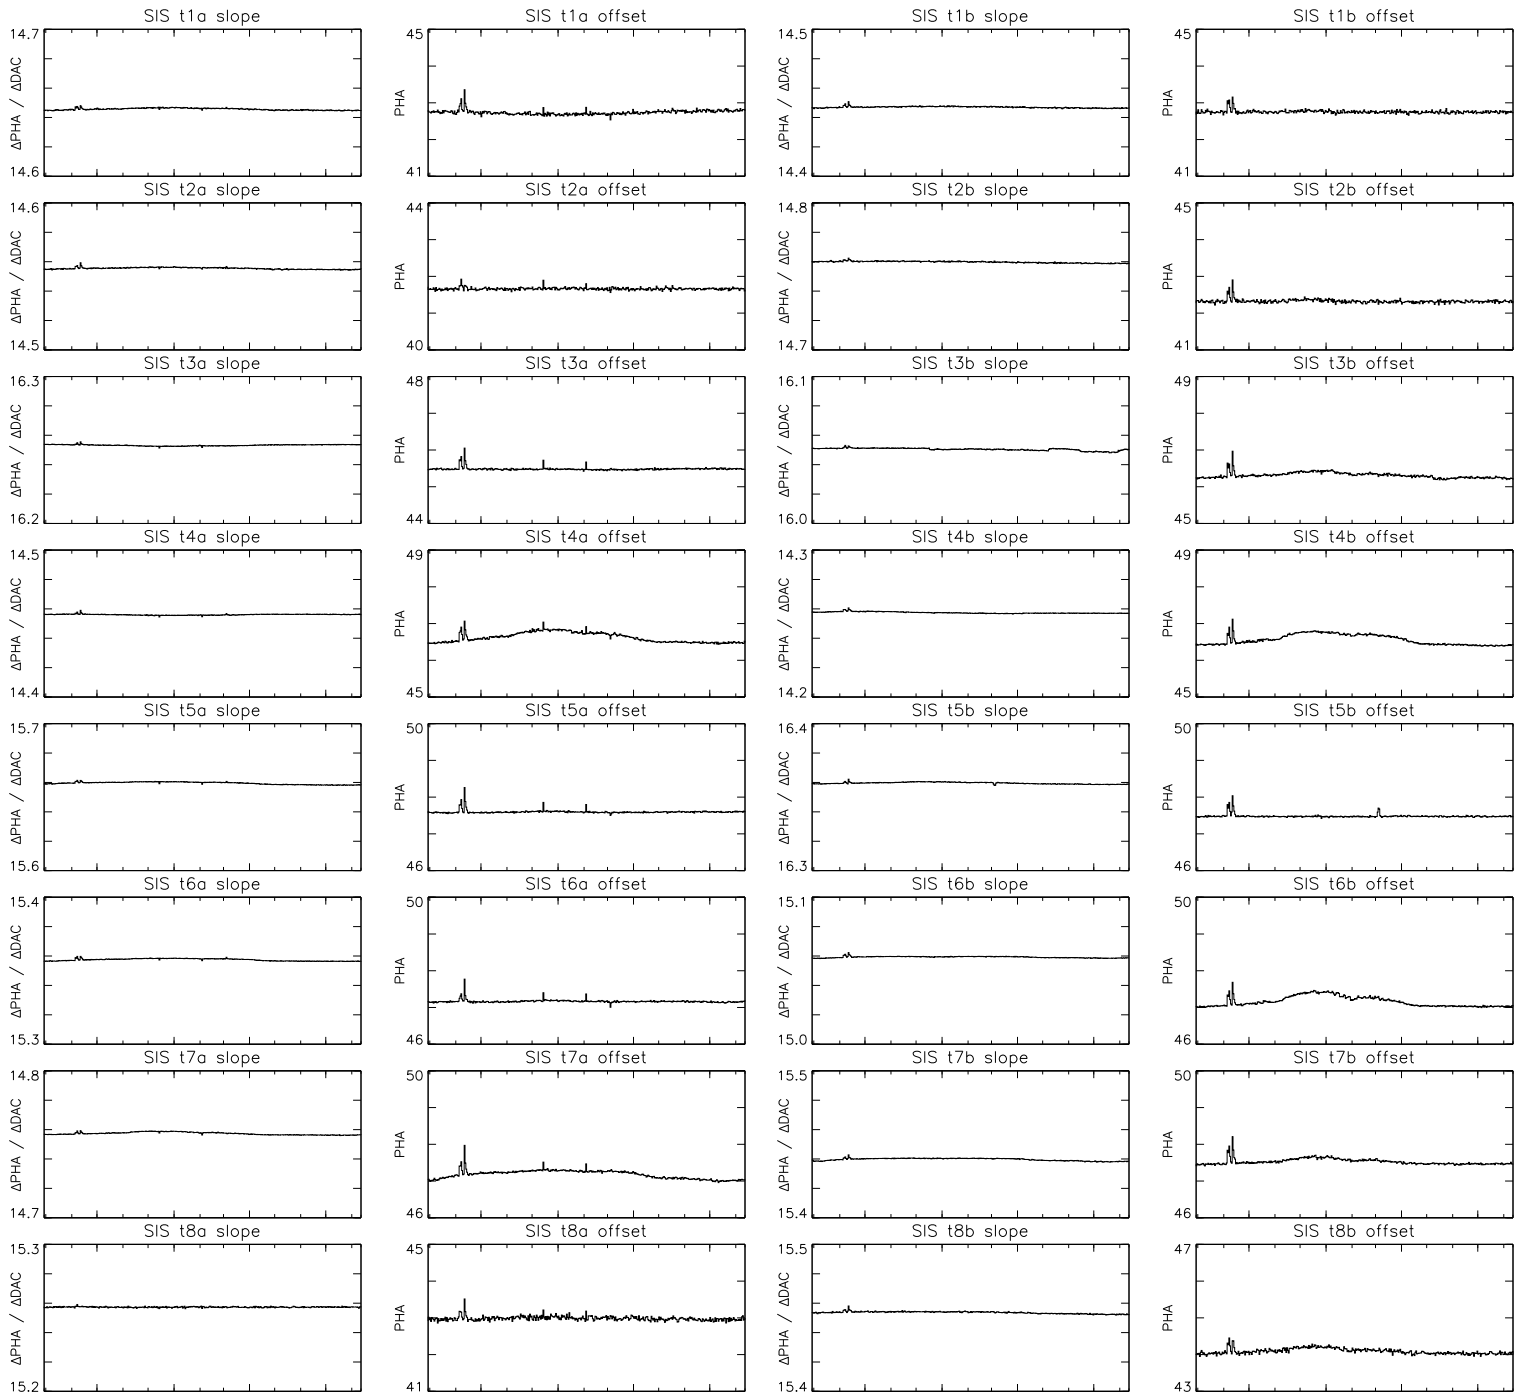 SIS t1a slope SIS t1a offset SIS t1b slope SIS t1b offset
14.7 45 14.5 45
ΔPHA / ΔDAC PHA ΔPHA / ΔDAC PHA
14.6 41 14.4 41
SIS t2a slope SIS t2a offset SIS t2b slope SIS t2b offset
14.6 44 14.8 45
ΔPHA / ΔDAC PHA ΔPHA / ΔDAC PHA
14.5 40 14.7 41
SIS t3a slope SIS t3a offset SIS t3b slope SIS t3b offset
16.3 48 16.1 49
ΔPHA / ΔDAC PHA ΔPHA / ΔDAC PHA
16.2 44 16.0 45
SIS t4a slope SIS t4a offset SIS t4b slope SIS t4b offset
14.5 49 14.3 49
ΔPHA / ΔDAC PHA ΔPHA / ΔDAC PHA
14.4 45 14.2 45
SIS t5a slope SIS t5a offset SIS t5b slope SIS t5b offset
15.7 50 16.4 50
ΔPHA / ΔDAC PHA ΔPHA / ΔDAC PHA
15.6 46 16.3 46
SIS t6a slope SIS t6a offset SIS t6b slope SIS t6b offset
15.4 50 15.1 50
ΔPHA / ΔDAC PHA ΔPHA / ΔDAC PHA
15.3 46 15.0 46
SIS t7a slope SIS t7a offset SIS t7b slope SIS t7b offset
14.8 50 15.5 50
ΔPHA / ΔDAC PHA ΔPHA / ΔDAC PHA
14.7 46 15.4 46
SIS t8a slope SIS t8a offset SIS t8b slope SIS t8b offset
15.3 45 15.5 47
ΔPHA / ΔDAC PHA ΔPHA / ΔDAC PHA
15.2 41 15.4 43